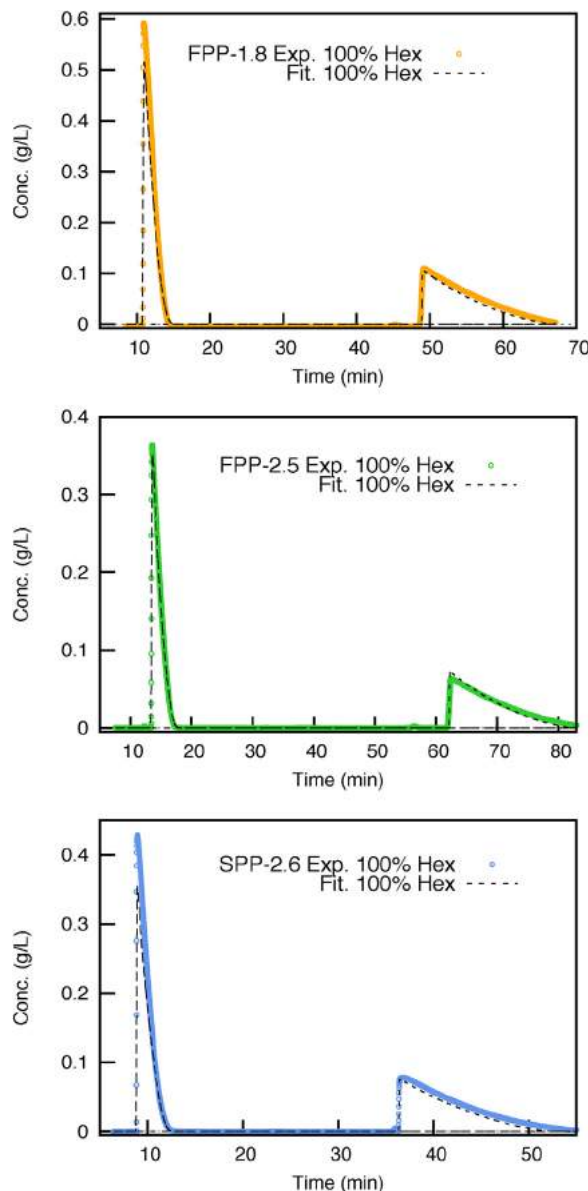 0.6
FPP-1.8 Exp. 100% Hex
Fit. 100% Hex
0.5
0.4
0.3
0.2
0.1
0
Conc. (g/L)
10 20 30 40 50 60 70
Time (min)
0.4
FPP-2.5 Exp. 100% Hex
Fit. 100% Hex
0.3
0.2
0.1
0
Conc. (g/L)
10 20 30 40 50 60 70 80
Time (min)
0.4
SPP-2.6 Exp. 100% Hex
Fit. 100% Hex
0.3
0.2
0.1
0
Conc. (g/L)
10 20 30 40 50
Time (min)